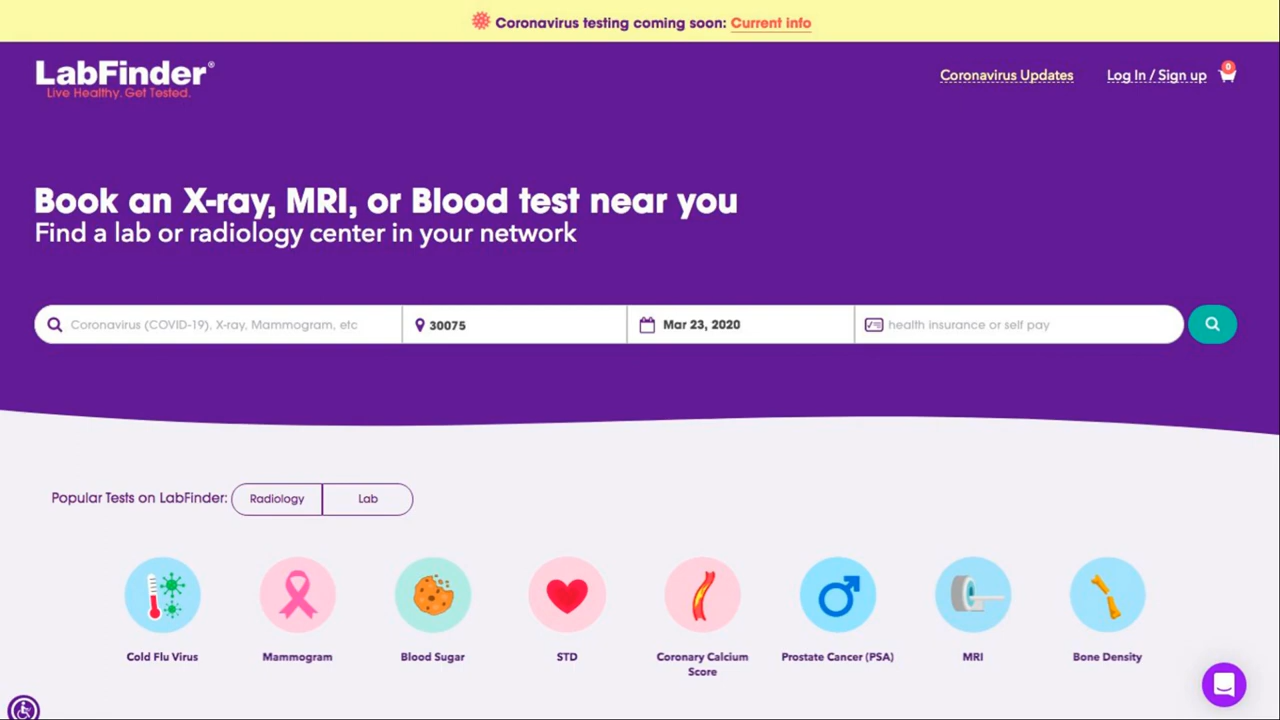 Coronavirus testing coming soon: Current info
LabFinder®
Live Healthy. Get Tested.
Coronavirus Updates
Log In / Sign up
0
Book an X-ray, MRI, or Blood test near you
Find a lab or radiology center in your network
Coronavirus (COVID-19), X-ray, Mammogram, etc
30075
Mar 23, 2020
health insurance or self pay
Popular Tests on LabFinder:
Radiology
Lab
Cold Flu Virus
Mammogram
Blood Sugar
STD
Coronary Calcium
Score
Prostate Cancer (PSA)
MRI
Bone Density